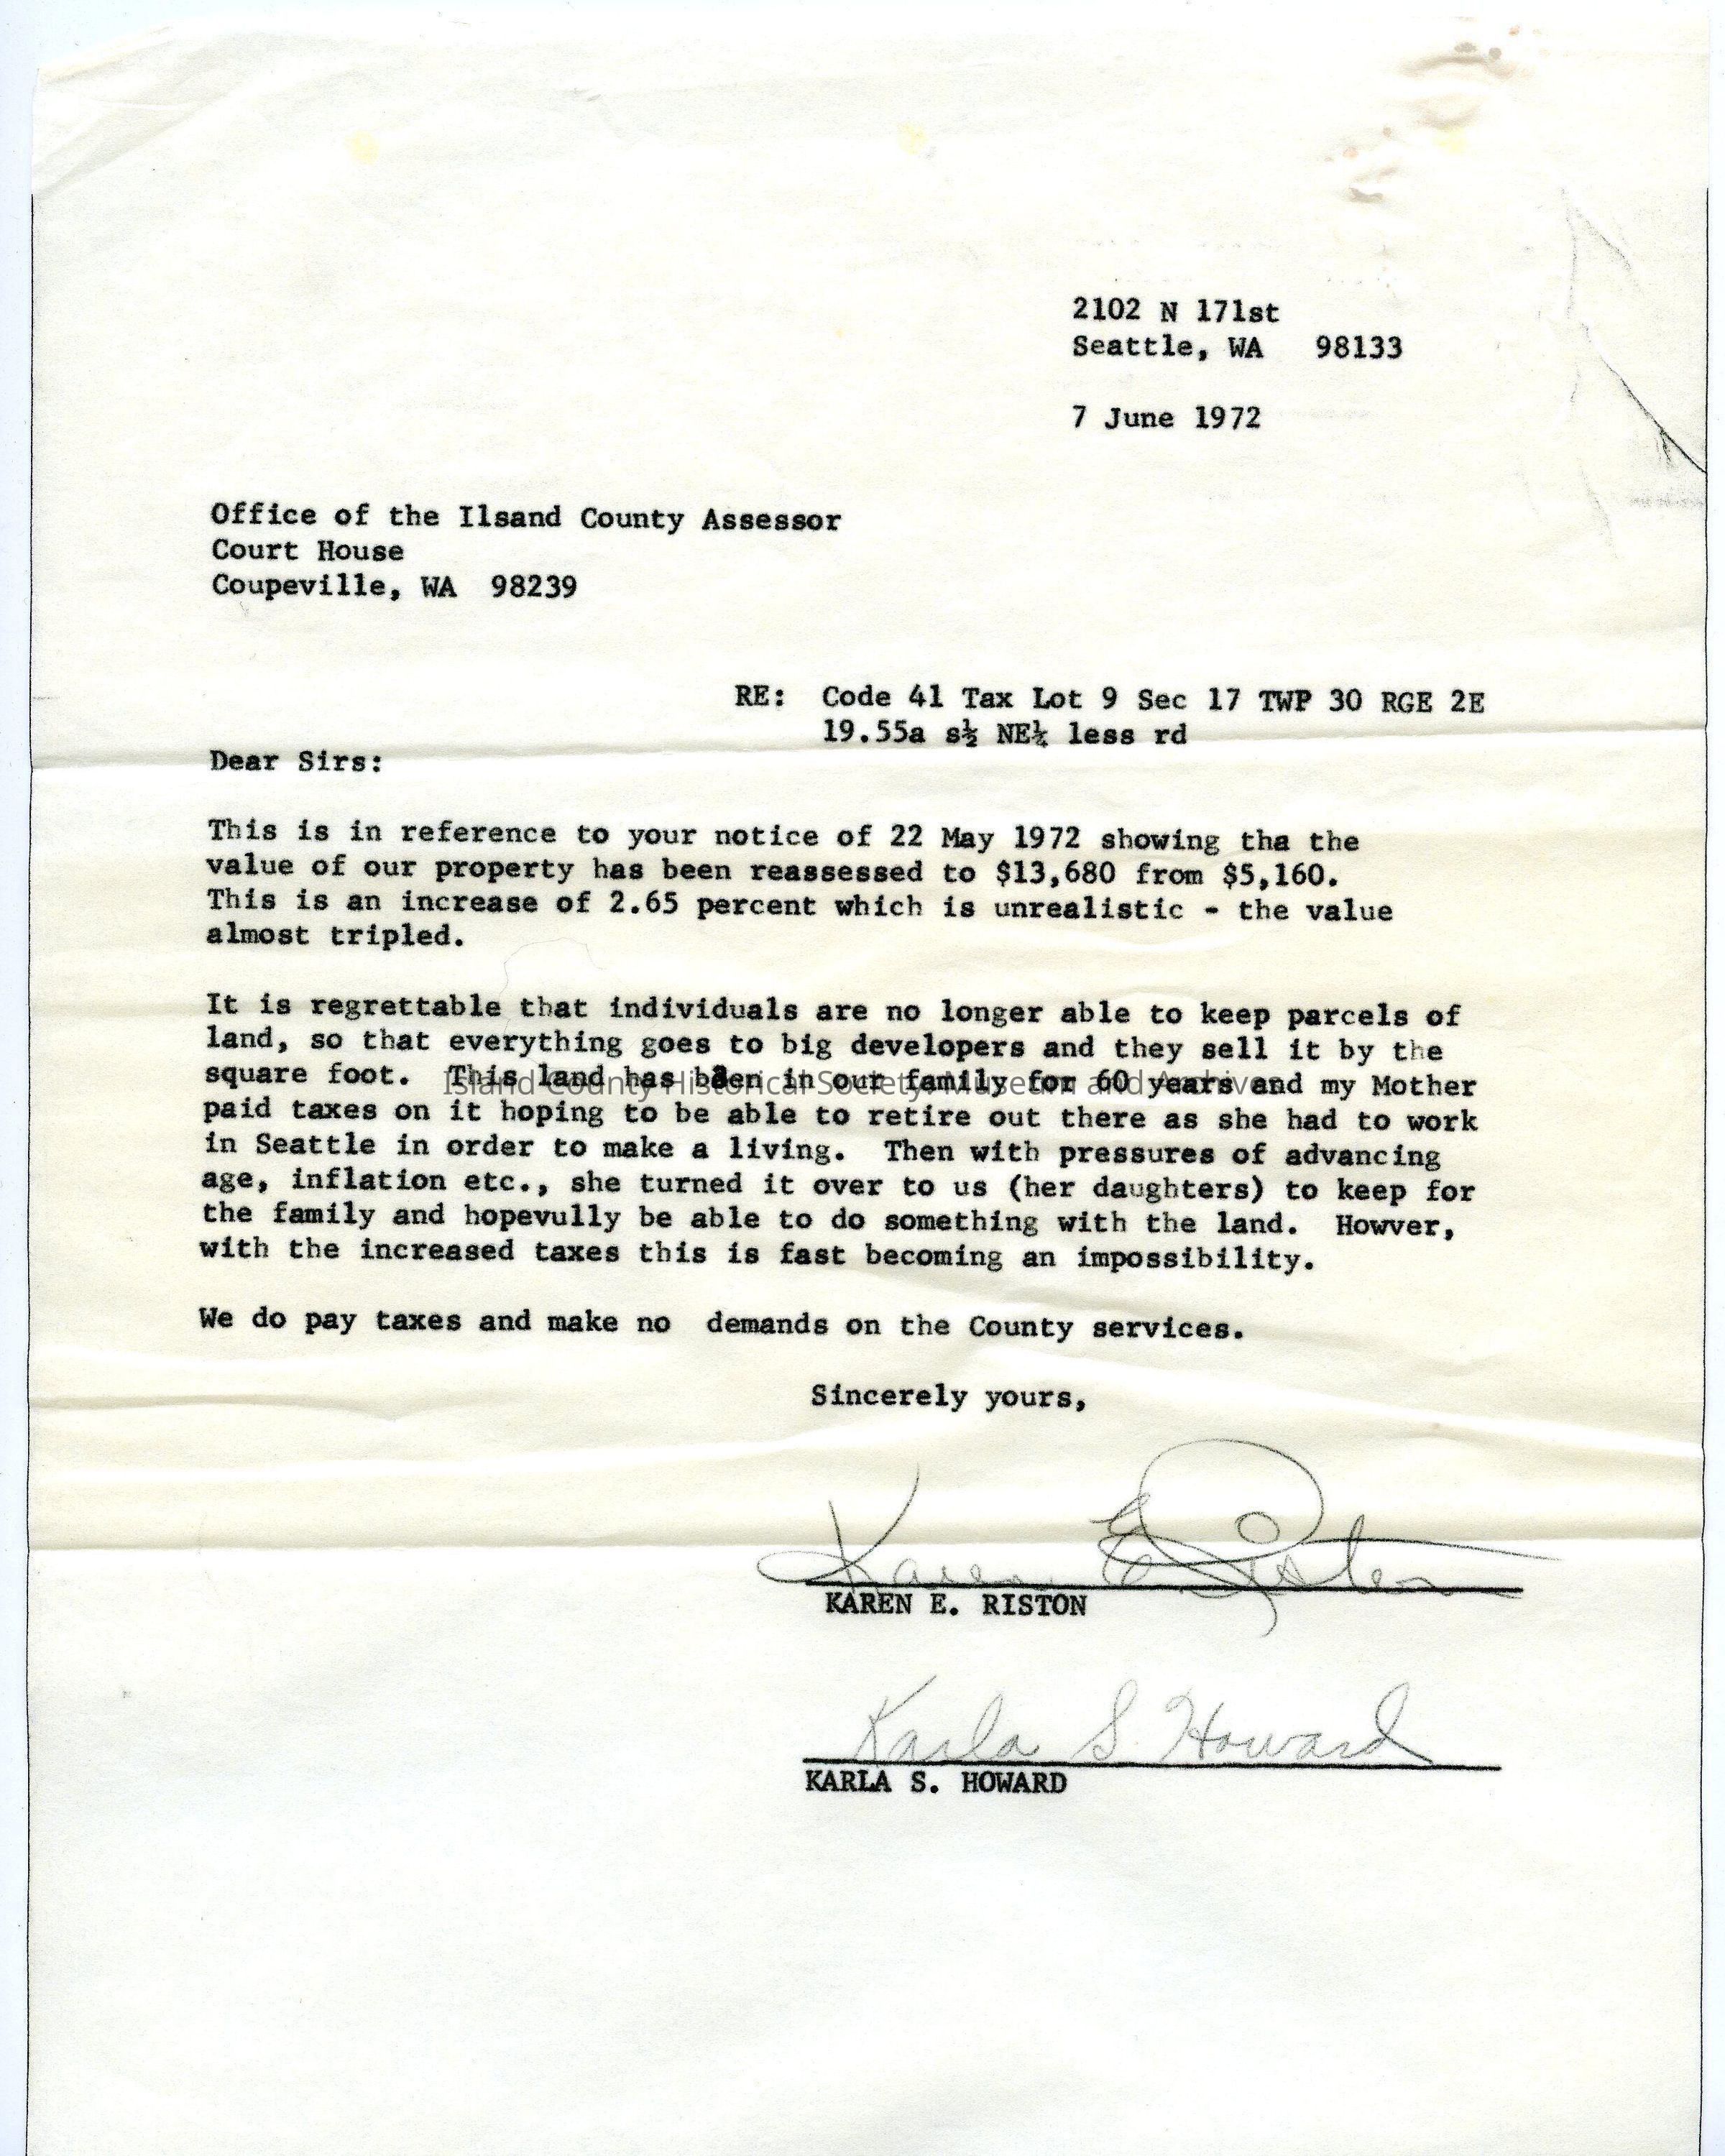 2102 N 171st
Seattle, WA 98133
7 June 1972
Office of the Ilsand County Assessor
Court House
Coupeville, WA 98239
RE: Code 41 Tax Lot 9 Sec 17 TWP 30 RGE 2E
19.55a s½ NE¼ less rd
Dear Sirs:
This is in reference to your notice of 22 May 1972 showing tha the
value of our property has been reassessed to $13,680 from $5,160.
This is an increase of 2.65 percent which is unrealistic - the value
almost tripled.
It is regrettable that individuals are no longer able to keep parcels of
land, so that everything goes to big developers and they sell it by the
square foot. This land has been in our family for 60 years and my Mother
Island County Historical Society Museum and Archives
paid taxes on it hoping to be able to retire out there as she had to work
in Seattle in order to make a living. Then with pressures of advancing
age, inflation etc., she turned it over to us (her daughters) to keep for
the family and hopevully be able to do something with the land. Howver,
with the increased taxes this is fast becoming an impossibility.
We do pay taxes and make no demands on the County services.
Sincerely yours,
Karen E. Riston
KAREN E. RISTON
Karla S. Howard
KARLA S. HOWARD